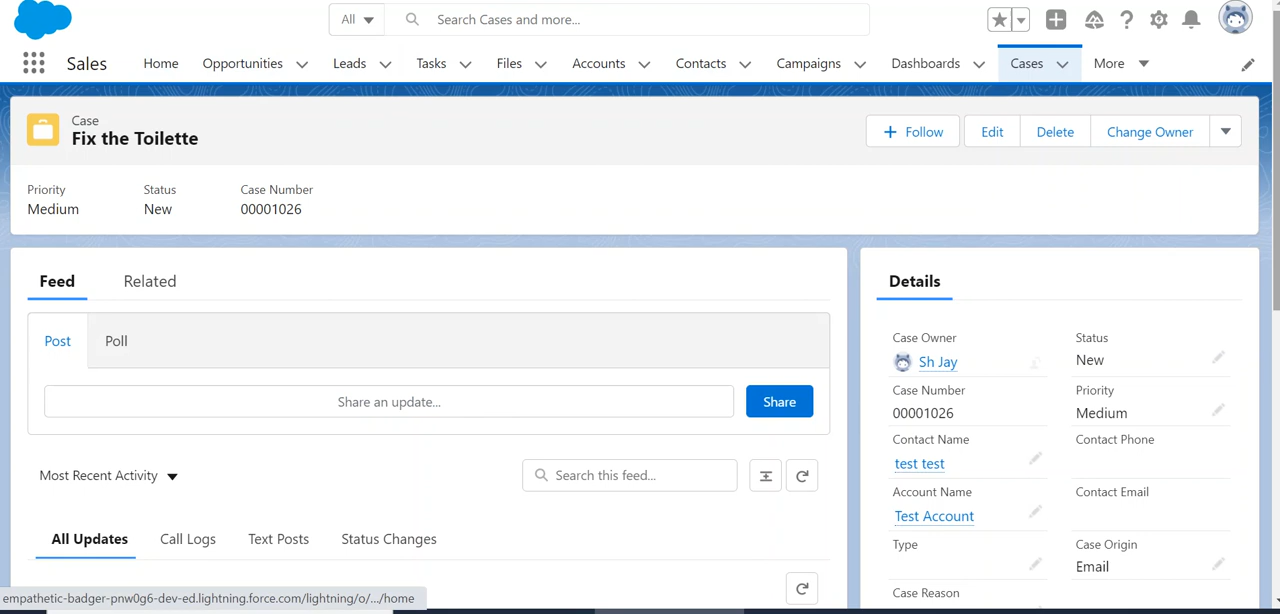 All Search Cases and more...
Sales Home Opportunities Leads Tasks Files Accounts Contacts Campaigns Dashboards Cases More
Case
Fix the Toilette
Follow Edit Delete Change Owner
Priority Status Case Number
Medium New 00001026
Feed Related
Post Poll
Share an update... Share
Most Recent Activity Search this feed...
All Updates Call Logs Text Posts Status Changes
Details
Case Owner Status
Sh Jay New
Case Number Priority
00001026 Medium
Contact Name Contact Phone
test test
Account Name Contact Email
Test Account
Type Case Origin
Email
Case Reason
empathetic-badger-pnw0g6-dev-ed.lightning.force.com/lightning/o/.../home